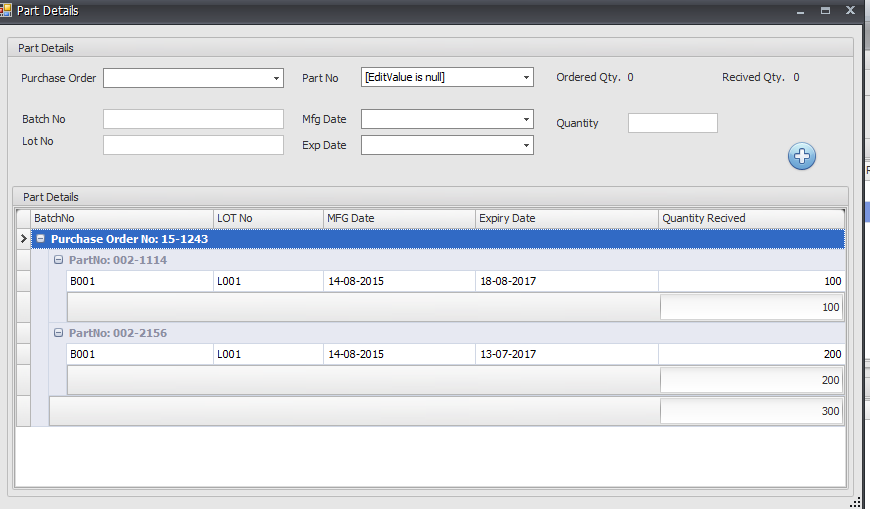 Part Details
Part Details
Purchase Order Part No [EditValue is null] Ordered Qty. 0 Recived Qty. 0
Batch No Mfg Date Quantity
Lot No Exp Date
Part Details
BatchNo LOT No MFG Date Expiry Date Quantity Recived
Purchase Order No: 15-1243
PartNo: 002-1114
B001 L001 14-08-2015 18-08-2017 100
100
PartNo: 002-2156
B001 L001 14-08-2015 13-07-2017 200
200
300